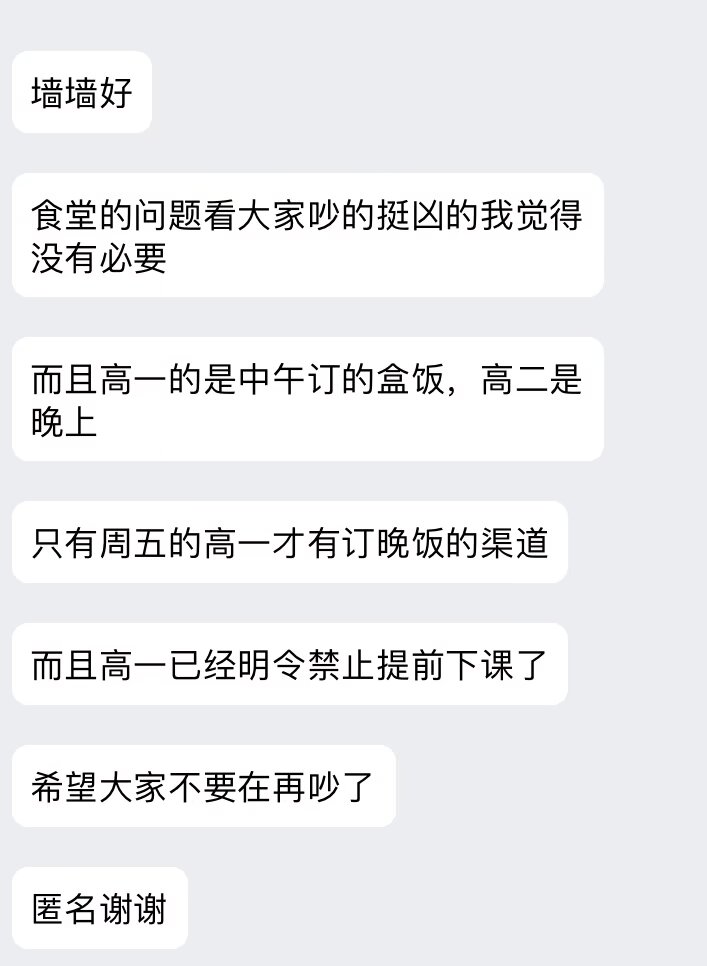 墙墙好
食堂的问题看大家吵的挺凶的我觉得
没有必要
而且高一的是中午订的盒饭，高二是
晚上
只有周五的高一才有订晚饭的渠道
而且高一已经明令禁止提前下课了
希望大家不要在再吵了
匿名谢谢